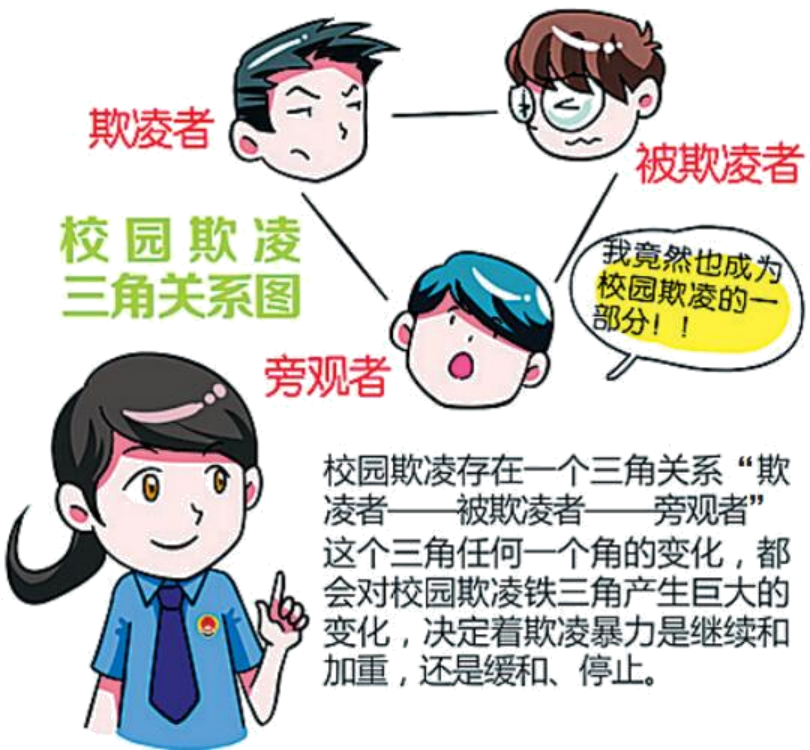 欺凌者
被欺凌者
校园欺凌
三角关系图
我竟然也成为
校园欺凌的一
部分！！
旁观者
校园欺凌存在一个三角关系“欺
凌者——被欺凌者——旁观者”
这个三角任何一个角的变化，都
会对校园欺凌铁三角产生巨大的
变化，决定着欺凌暴力是继续和
加重，还是缓和、停止。